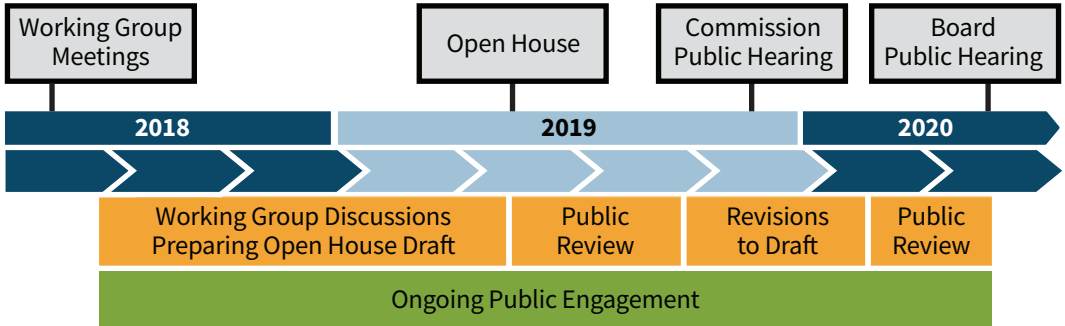 Working Group
Meetings
Open House
Commission
Public Hearing
Board
Public Hearing
2018
2019
2020
Working Group Discussions
Preparing Open House Draft
Public
Review
Revisions
to Draft
Public
Review
Ongoing Public Engagement